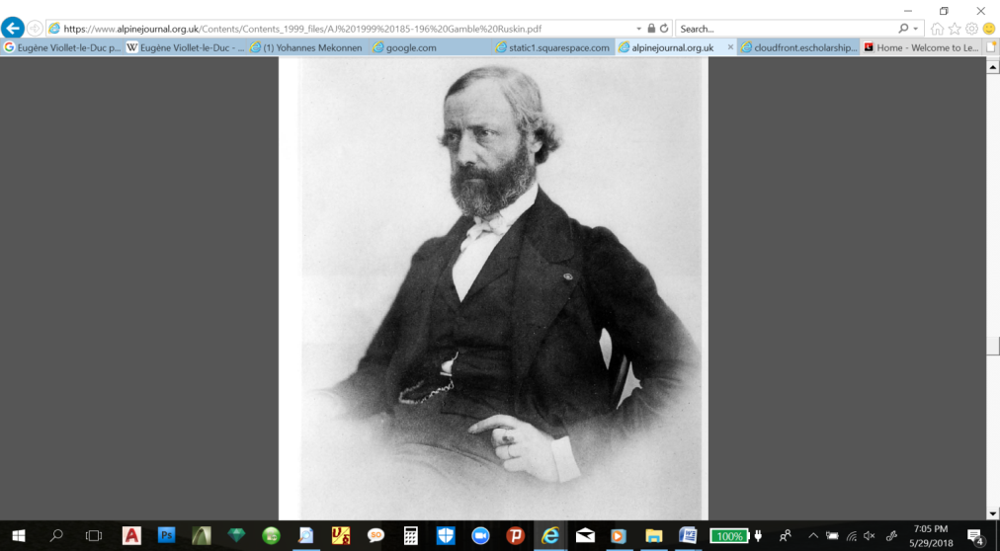 https://www.alpinejournal.org.uk/Contents/Contents_1999_files/AJ%201999%20185-196%20Gamble%20Ruskin.pdf
Search...
Eugène Viollet-le-Duc p...
Eugène Viollet-le-Duc - ...
(1) Yohannes Mekonnen
google.com
static1.squarespace.com
alpinejournal.org.uk
cloudfront.escholarship...
Home - Welcome to Le...
100%
7:05 PM
5/29/2018
4